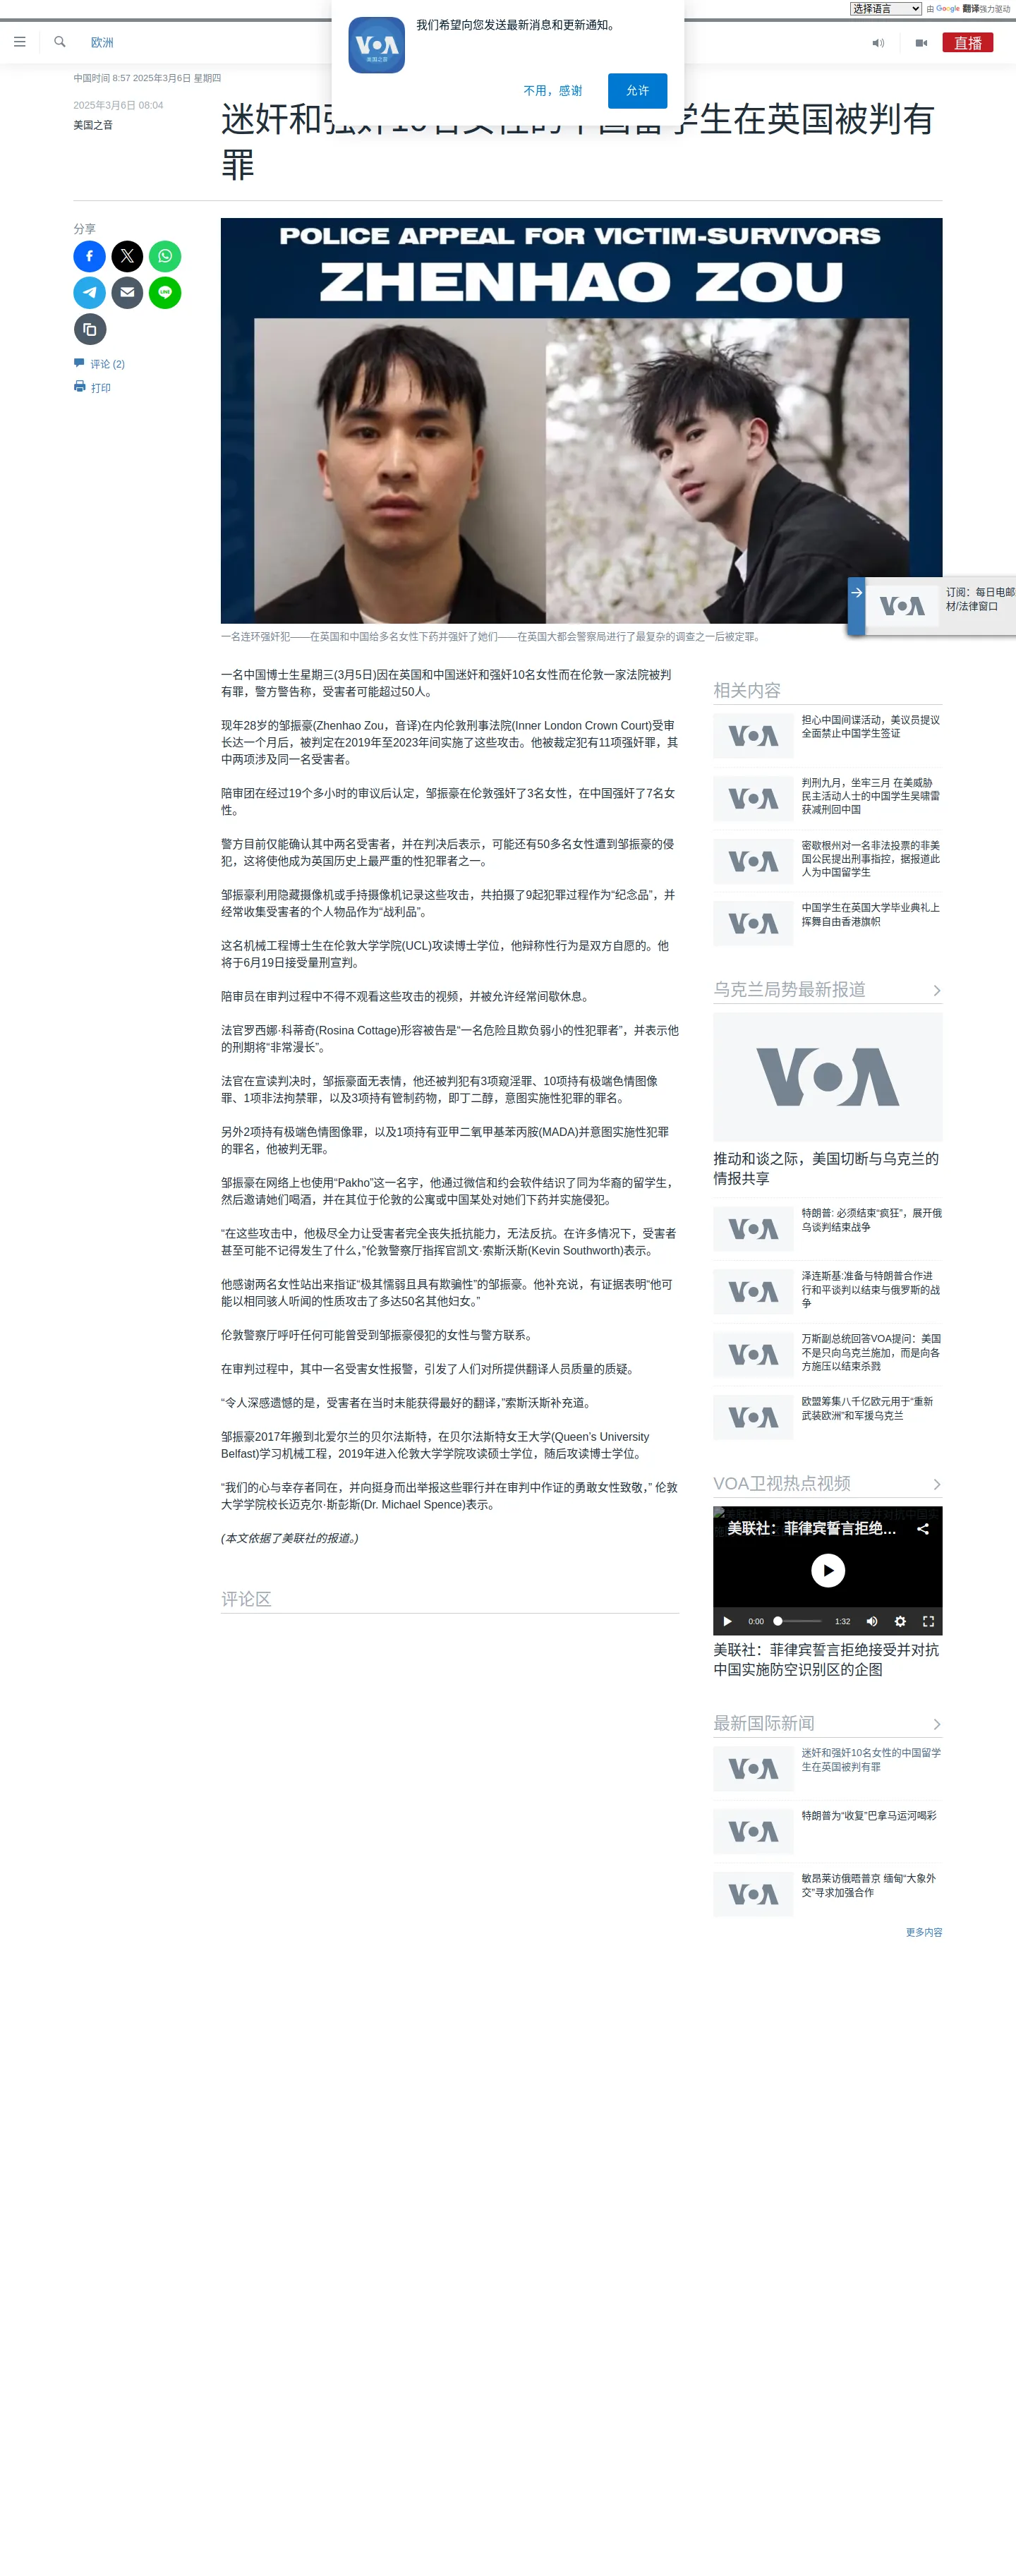 选择语言 由 Google 翻译强力驱动
我们希望向您发送最新消息和更新通知。
VOA
美国之音
不用，感谢
允许
欧洲
直播
中国时间 8:57 2025年3月6日 星期四
2025年3月6日 08:04
美国之音
学生在英国被判有
罪
分享
评论 (2)
打印
POLICE APPEAL FOR VICTIM-SURVIVORS
ZHENHAO ZOU
订阅：每日电邮
材/法律窗口
VOA
一名连环强奸犯——在英国和中国给多名女性下药并强奸了她们——在英国大都会警察局进行了最复杂的调查之一后被定罪。
一名中国博士生星期三(3月5日)因在英国和中国迷奸和强奸10名女性而在伦敦一家法院被判
有罪，警方警告称，受害者可能超过50人。
现年28岁的邹振豪(Zhenhao Zou，音译)在内伦敦刑事法院(Inner London Crown Court)受审
长达一个月后，被判定在2019年至2023年间实施了这些攻击。他被裁定犯有11项强奸罪，其
中两项涉及同一名受害者。
陪审团在经过19个多小时的审议后认定，邹振豪在伦敦强奸了3名女性，在中国强奸了7名女
性。
警方目前仅能确认其中两名受害者，并在判决后表示，可能还有50多名女性遭到邹振豪的侵
犯，这将使他成为英国历史上最严重的性犯罪者之一。
邹振豪利用隐藏摄像机或手持摄像机记录这些攻击，共拍摄了9起犯罪过程作为“纪念品”，并
经常收集受害者的个人物品作为“战利品”。
这名机械工程博士生在伦敦大学学院(UCL)攻读博士学位，他辩称性行为是双方自愿的。他
将于6月19日接受量刑宣判。
陪审员在审判过程中不得不观看这些攻击的视频，并被允许经常间歇休息。
法官罗西娜·科蒂奇(Rosina Cottage)形容被告是“一名危险且欺负弱小的性犯罪者”，并表示他
的刑期将“非常漫长”。
法官在宣读判决时，邹振豪面无表情，他还被判犯有3项窥淫罪、10项持有极端色情图像
罪、1项非法拘禁罪，以及3项持有管制药物，即丁二醇，意图实施性犯罪的罪名。
另外2项持有极端色情图像罪，以及1项持有亚甲二氧甲基苯丙胺(MADA)并意图实施性犯罪
的罪名，他被判无罪。
邹振豪在网络上也使用“Pakho”这一名字，他通过微信和约会软件结识了同为华裔的留学生，
然后邀请她们喝酒，并在其位于伦敦的公寓或中国某处对她们下药并实施侵犯。
“在这些攻击中，他极尽全力让受害者完全丧失抵抗能力，无法反抗。在许多情况下，受害者
甚至可能不记得发生了什么，”伦敦警察厅指挥官凯文·索斯沃斯(Kevin Southworth)表示。
他感谢两名女性站出来指证“极其懦弱且具有欺骗性”的邹振豪。他补充说，有证据表明“他可
能以相同骇人听闻的性质攻击了多达50名其他妇女。”
伦敦警察厅呼吁任何可能曾受到邹振豪侵犯的女性与警方联系。
在审判过程中，其中一名受害女性报警，引发了人们对所提供翻译人员质量的质疑。
“令人深感遗憾的是，受害者在当时未能获得最好的翻译，”索斯沃斯补充道。
邹振豪2017年搬到北爱尔兰的贝尔法斯特，在贝尔法斯特女王大学(Queen's University
Belfast)学习机械工程，2019年进入伦敦大学学院攻读硕士学位，随后攻读博士学位。
“我们的心与幸存者同在，并向挺身而出举报这些罪行并在审判中作证的勇敢女性致敬，” 伦敦
大学学院校长迈克尔·斯彭斯(Dr. Michael Spence)表示。
(本文依据了美联社的报道。)
评论区
相关内容
VOA
担心中国间谍活动，美议员提议
全面禁止中国学生签证
VOA
判刑九月，坐牢三月 在美威胁
民主活动人士的中国学生吴啸雷
获减刑回中国
VOA
密歇根州对一名非法投票的非美
国公民提出刑事指控，据报道此
人为中国留学生
VOA
中国学生在英国大学毕业典礼上
挥舞自由香港旗帜
乌克兰局势最新报道
VOA
推动和谈之际，美国切断与乌克兰的
情报共享
VOA
特朗普: 必须结束“疯狂”，展开俄
乌谈判结束战争
VOA
泽连斯基:准备与特朗普合作进
行和平谈判以结束与俄罗斯的战
争
VOA
万斯副总统回答VOA提问：美国
不是只向乌克兰施加，而是向各
方施压以结束杀戮
VOA
欧盟筹集八千亿欧元用于“重新
武装欧洲”和军援乌克兰
VOA卫视热点视频
美联社：菲律宾誓言拒绝...
0:00
1:32
美联社：菲律宾誓言拒绝接受并对抗
中国实施防空识别区的企图
最新国际新闻
VOA
迷奸和强奸10名女性的中国留学
生在英国被判有罪
VOA
特朗普为“收复”巴拿马运河喝彩
VOA
敏昂莱访俄晤普京 缅甸“大象外
交”寻求加强合作
更多内容